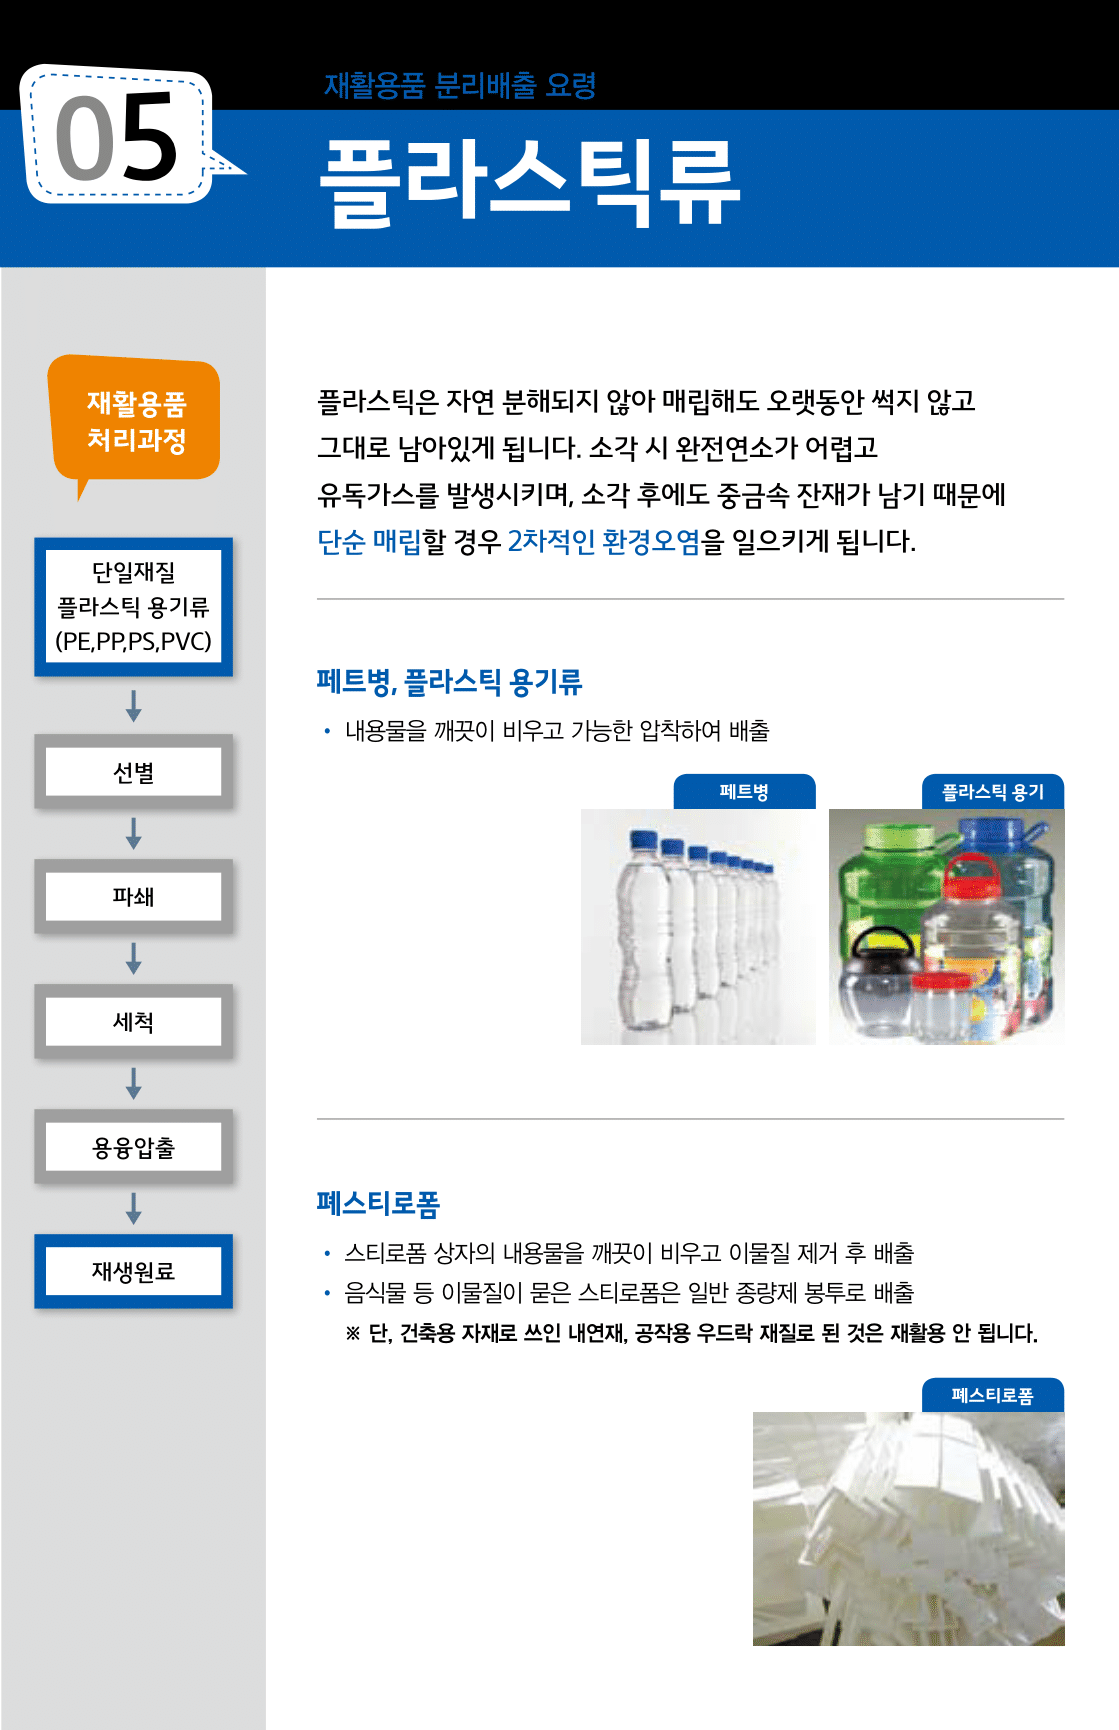 05
재활용품 분리배출 요령
플라스틱류
재활용품
처리과정
단일재질
플라스틱 용기류
(PE,PP,PS,PVC)
선별
파쇄
세척
용융압출
재생원료
플라스틱은 자연 분해되지 않아 매립해도 오랫동안 썩지 않고
그대로 남아있게 됩니다. 소각 시 완전연소가 어렵고
유독가스를 발생시키며, 소각 후에도 중금속 잔재가 남기 때문에
단순 매립할 경우 2차적인 환경오염을 일으키게 됩니다.
페트병, 플라스틱 용기류
• 내용물을 깨끗이 비우고 가능한 압착하여 배출
페트병
플라스틱 용기
폐스티로폼
• 스티로폼 상자의 내용물을 깨끗이 비우고 이물질 제거 후 배출
• 음식물 등 이물질이 묻은 스티로폼은 일반 종량제 봉투로 배출
※ 단, 건축용 자재로 쓰인 내연재, 공작용 우드락 재질로 된 것은 재활용 안 됩니다.
폐스티로폼